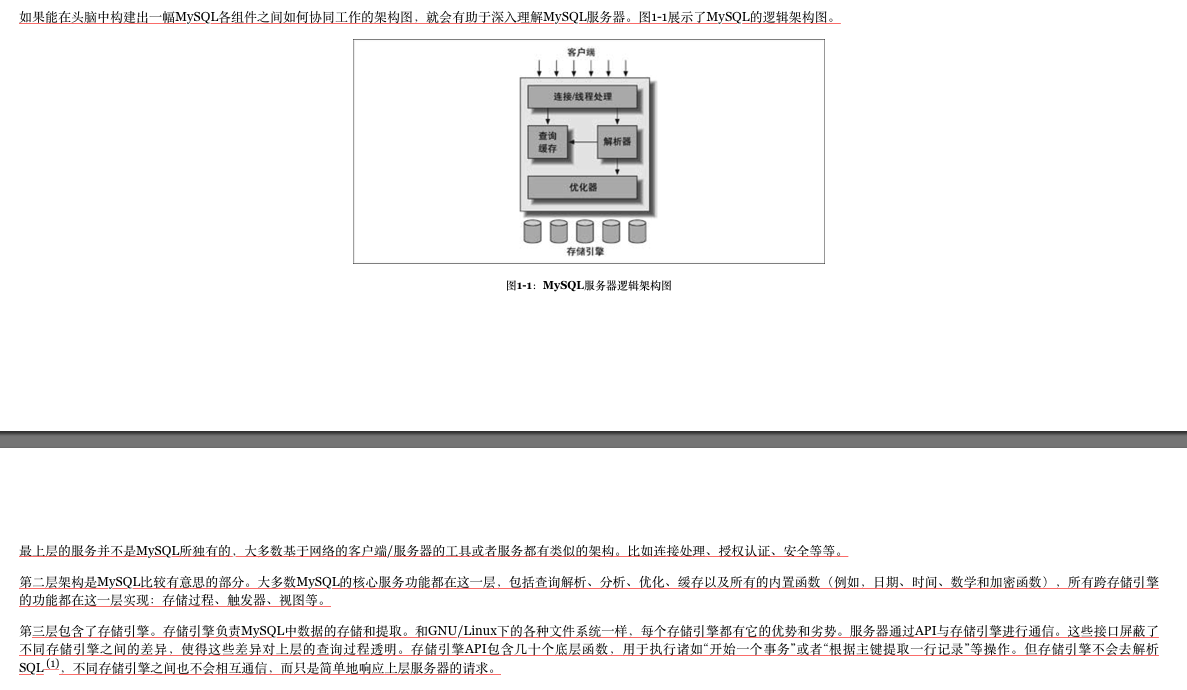 如果能在头脑中构建出一幅MySQL各组件之间如何协同工作的架构图，就会有助于深入理解MySQL服务器。图1-1展示了MySQL的逻辑架构图。
客户端
连接/线程处理
查询
缓存
解析器
优化器
存储引擎
图1-1：MySQL服务器逻辑架构图
最上层的服务并不是MySQL所独有的，大多数基于网络的客户端/服务器的工具或者服务都有类似的架构。比如连接处理、授权认证、安全等等。
第二层架构是MySQL比较有意思的部分。大多数MySQL的核心服务功能都在这一层，包括查询解析、分析、优化、缓存以及所有的内置函数（例如，日期、时间、数学和加密函数），所有跨存储引擎
的功能都在这一层实现：存储过程、触发器、视图等。
第三层包含了存储引擎。存储引擎负责MySQL中数据的存储和提取。和GNU/Linux下的各种文件系统一样，每个存储引擎都有它的优势和劣势。服务器通过API与存储引擎进行通信。这些接口屏蔽了
不同存储引擎之间的差异，使得这些差异对上层的查询过程透明。存储引擎API包含几十个底层函数，用于执行诸如“开始一个事务”或者“根据主键提取一行记录”等操作。但存储引擎不会去解析
SQL(1)，不同存储引擎之间也不会相互通信，而只是简单地响应上层服务器的请求。